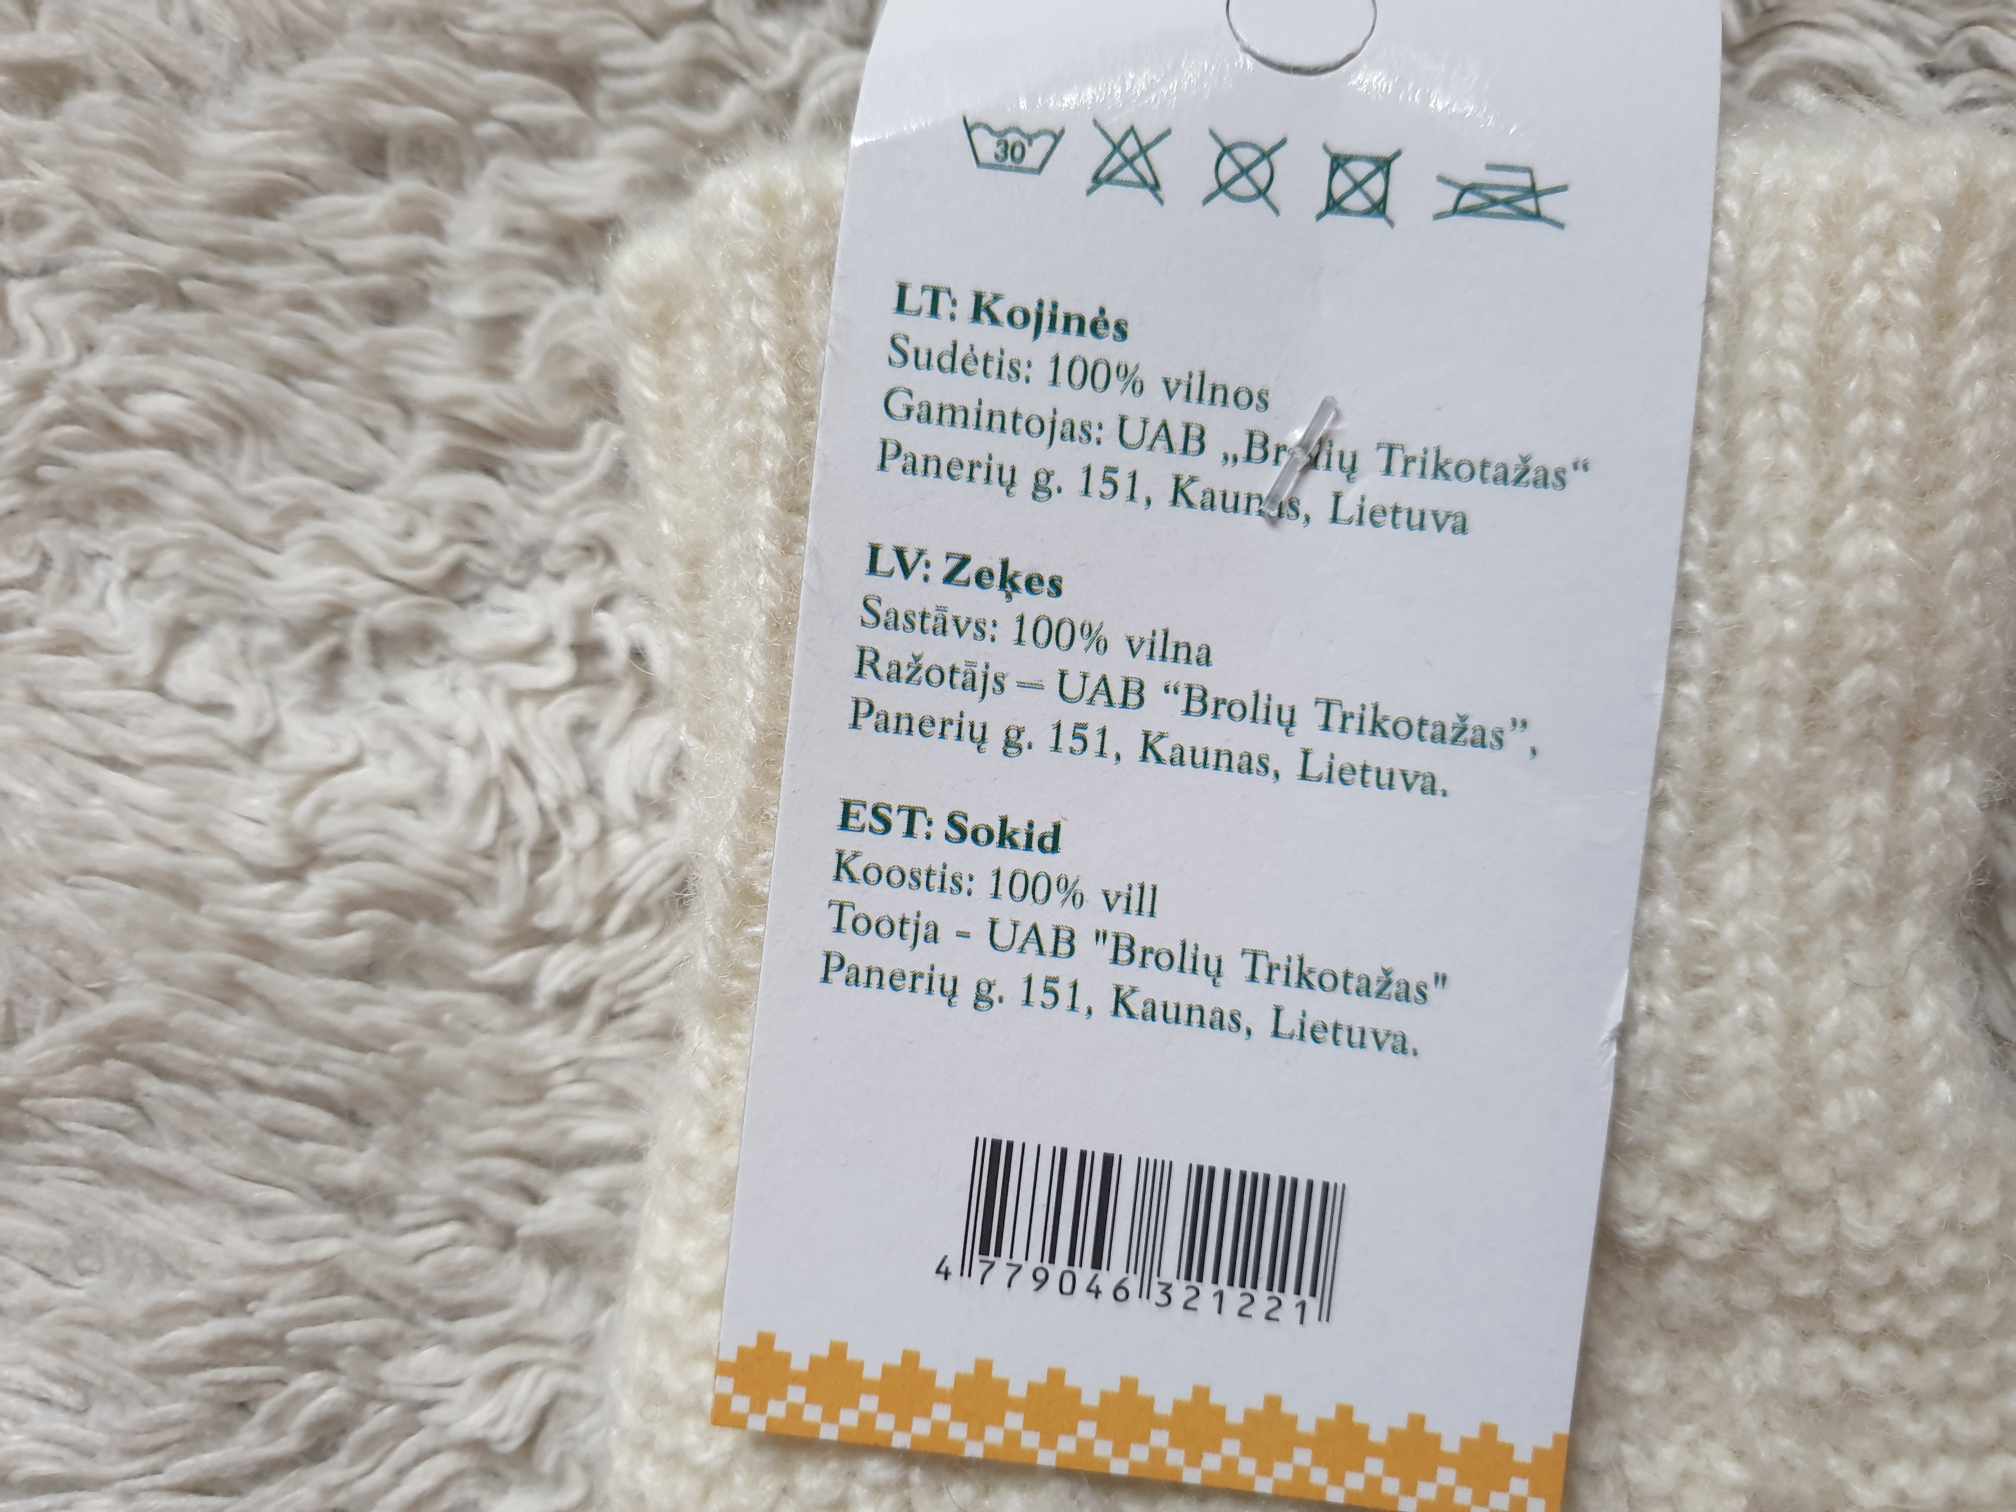 30°
LT: Kojinės
Sudėtis: 100% vilnos
Gamintojas: UAB „Brolių Trikotažas“
Panerių g. 151, Kaunas, Lietuva
LV: Zeķes
Sastāvs: 100% vilna
Ražotājs – UAB “Brolių Trikotažas”,
Panerių g. 151, Kaunas, Lietuva.
EST: Sokid
Koostis: 100% vill
Tootja - UAB "Brolių Trikotažas"
Panerių g. 151, Kaunas, Lietuva.
4 779046 321221